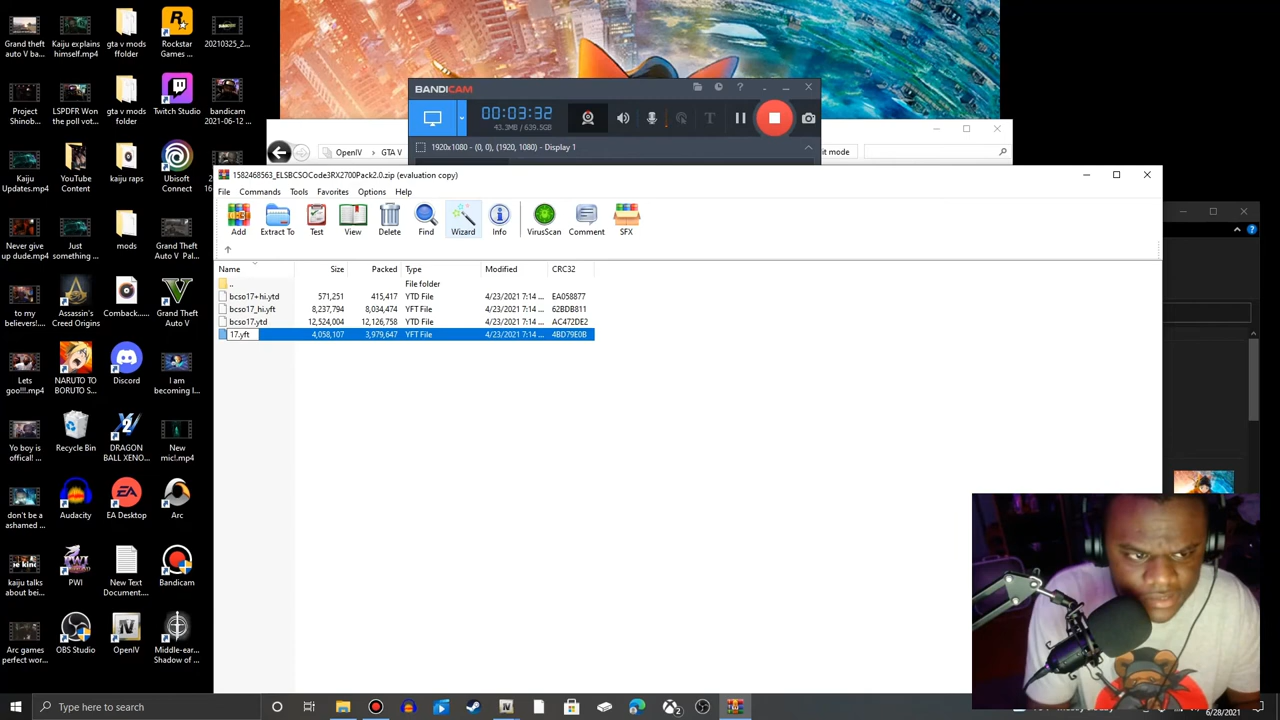 Grand theft
auto V ba...
Kaiju explains
himself.mp4
gta v mods
ffolder
Rockstar
Games ...
20210325_2...
Project
Shinob...
LSPDFR Won
the poll vot...
gta v mods
folder
Twitch Studio
bandicam
2021-06-12 ...
Kaiju
Updates.mp4
YouTube
Content
kaiju raps
Ubisoft
Connect
Never give
up dude.mp4
Just
something ...
mods
Grand Theft
Auto V Pal...
to my
believers!...
Assassin's
Creed Origins
Comback......
Grand Theft
Auto V
Lets
goo!!!.mp4
NARUTO TO
BORUTO S...
Discord
I am
becoming l...
Yo boy is
offical! ...
Recycle Bin
DRAGON
BALL XENO...
New
mic!.mp4
don't be a
ashamed ...
Audacity
EA Desktop
Arc
kaiju talks
about bei...
PWI
New Text
Document...
Bandicam
Arc games
perfect wor...
OBS Studio
OpenIV
Middle-ear...
Shadow of ...
BANDICAM
00:03:32
43.3MB / 639.5GB
1920x1080 - (0, 0), (1920, 1080) - Display 1
OpenIV > GTA V
it mode
1582468563_ELSBCSOCode3RX2700Pack2.0.zip (evaluation copy)
File Commands Tools Favorites Options Help
Add Extract To Test View Delete Find Wizard Info VirusScan Comment SFX
Name Size Packed Type Modified CRC32
.. File folder
bcso17+hi.ytd 571,251 415,417 YTD File 4/23/2021 7:14 ... EA058877
bcso17_hi.yft 8,237,794 8,034,474 YFT File 4/23/2021 7:14 ... 62BDB811
bcso17.ytd 12,524,004 12,126,758 YTD File 4/23/2021 7:14 ... AC472DE2
17.yft 4,058,107 3,979,647 YFT File 4/23/2021 7:14 ... 4BD79E0B
Type here to search
6/28/2021